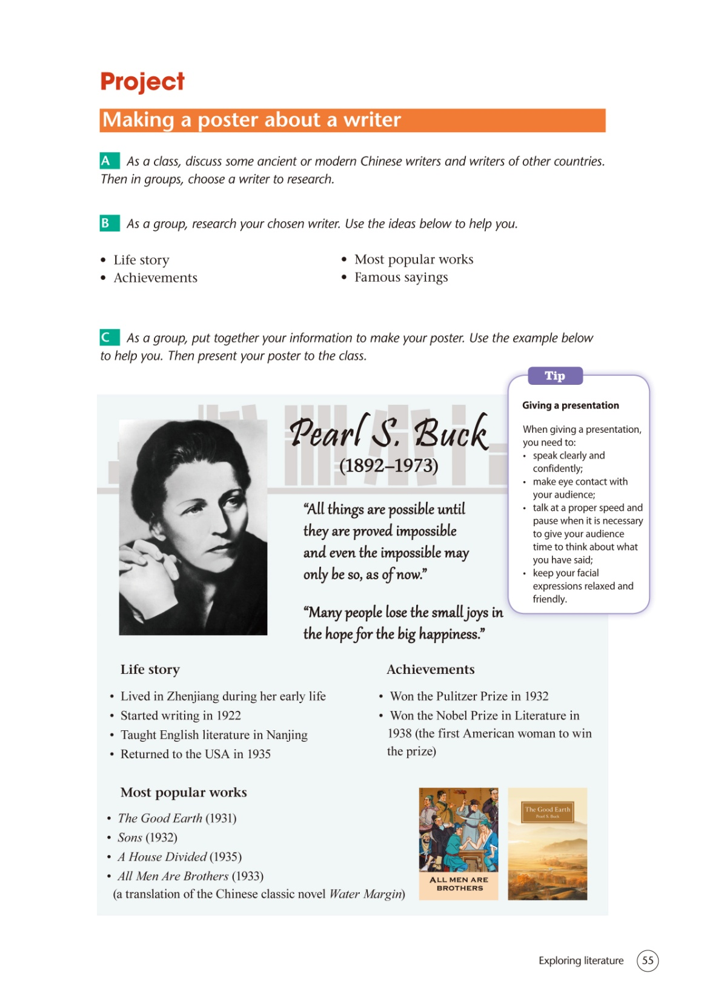 Project
Making a poster about a writer
A As a class, discuss some ancient or modern Chinese writers and writers of other countries.
Then in groups, choose a writer to research.
B As a group, research your chosen writer. Use the ideas below to help you.
• Life story
• Achievements
• Most popular works
• Famous sayings
C As a group, put together your information to make your poster. Use the example below
to help you. Then present your poster to the class.
Tip
Giving a presentation
When giving a presentation,
you need to:
• speak clearly and
confidently;
• make eye contact with
your audience;
• talk at a proper speed and
pause when it is necessary
to give your audience
time to think about what
you have said;
• keep your facial
expressions relaxed and
friendly.
Pearl S. Buck
(1892–1973)
“All things are possible until
they are proved impossible
and even the impossible may
only be so, as of now.”
“Many people lose the small joys in
the hope for the big happiness.”
Life story
• Lived in Zhenjiang during her early life
• Started writing in 1922
• Taught English literature in Nanjing
• Returned to the USA in 1935
Achievements
• Won the Pulitzer Prize in 1932
• Won the Nobel Prize in Literature in
1938 (the first American woman to win
the prize)
Most popular works
• The Good Earth (1931)
• Sons (1932)
• A House Divided (1935)
• All Men Are Brothers (1933)
(a translation of the Chinese classic novel Water Margin)
ALL MEN ARE
BROTHERS
The Good Earth
Pearl S. Buck
Exploring literature 55